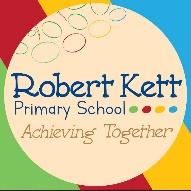 Robert Kett
Primary School
Achieving Together